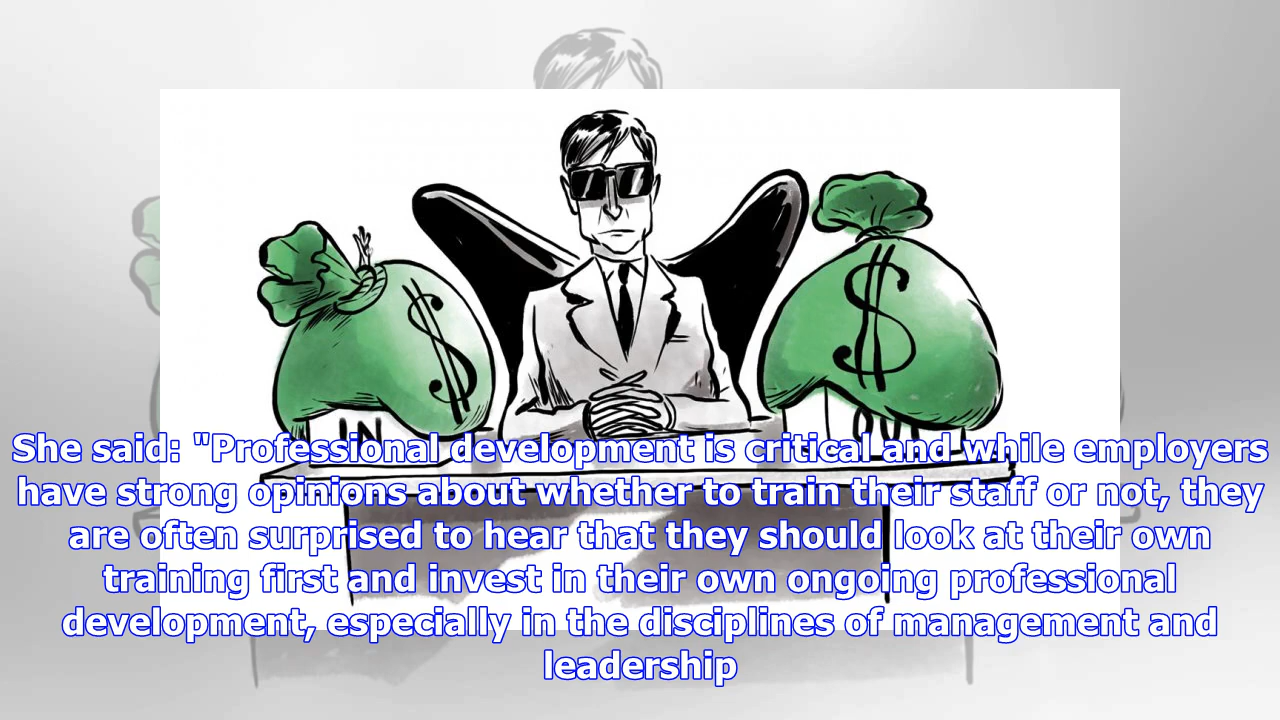 IN
She said: "Professional development is critical and while employers
have strong opinions about whether to train their staff or not, they
are often surprised to hear that they should look at their own
training first and invest in their own ongoing professional
development, especially in the disciplines of management and
leadership